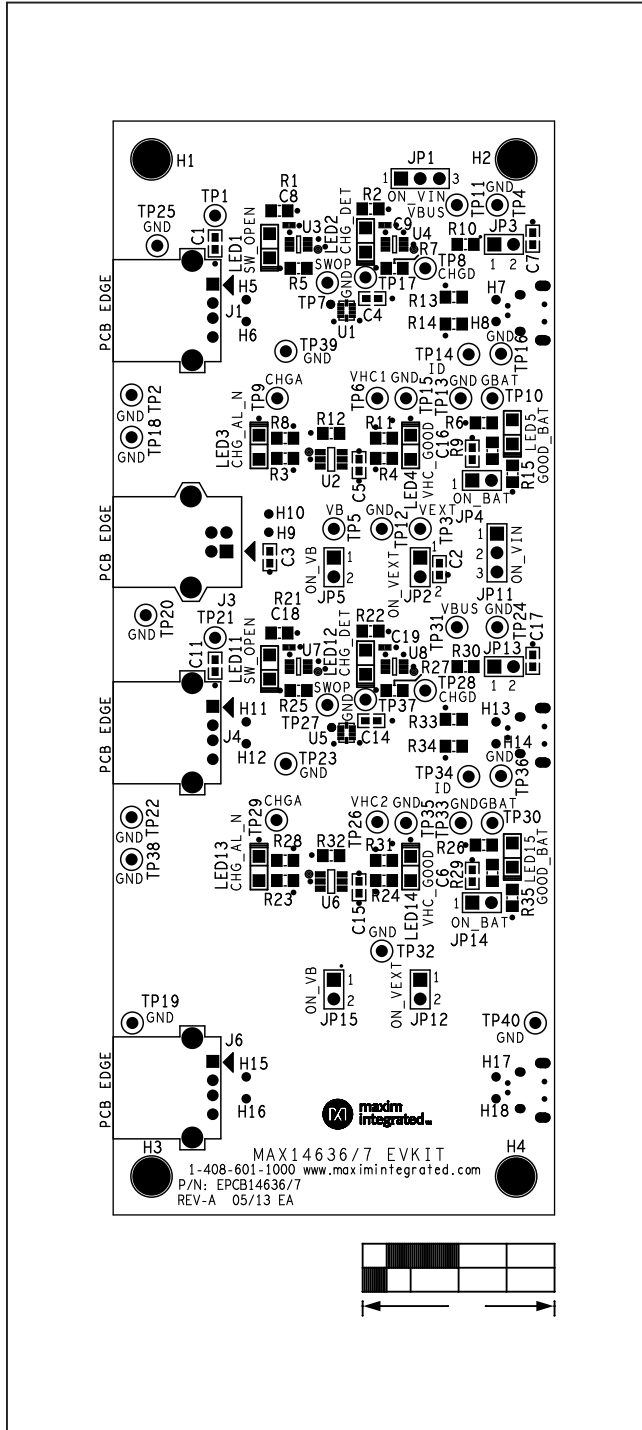 H1
H2
JP1
1
3
ON_VIN
R1
C8
R2
TP25
GND
TP1
C1
LED1
SW_OPEN
U3
LED2
CHG_DET
C9
U4
VBUS
TP11
GND
TP4
R10
JP3
1 2
C7
R7
TP8
CHGD
R5
SWOP
TP7
GND
TP17
U1
C4
R13
R14
H7
H8
PCB EDGE
H5
J1
H6
TP39
GND
TP14
ID
GND
TP16
TP2
GND
TP18
GND
TP9
CHGA
TP6
VHC1
GND
TP15
TP13
GND
GBAT
TP10
LED3
CHG_AL_N
R8
R3
R12
U2
R11
R4
C5
LED4
VHC_GOOD
C16
R6
R9
LED5
GOOD_BAT
R15
1
ON_BAT
JP4
PCB EDGE
H10
H9
C3
J3
VB
TP5
GND
TP12
VEXT
TP3
ON_VB
1
2
JP5
ON_VEXT
1
2
JP2
C2
1
2
3
ON_VIN
JP11
TP20
GND
TP21
C11
R21
C18
LED11
SW_OPEN
U7
LED12
CHG_DET
R22
C19
U8
TP31
VBUS
GND
TP24
C17
R30
JP13
1 2
R27
TP28
CHGD
R25
SWOP
TP27
GND
TP37
U5
C14
R33
R34
H13
H14
PCB EDGE
H11
J4
H12
TP23
GND
TP34
ID
GND
TP36
TP22
GND
TP38
GND
TP29
CHGA
TP26
VHC2
GND
TP35
TP33
GND
GBAT
TP30
LED13
CHG_AL_N
R28
R23
R32
U6
R31
R24
C15
LED14
VHC_GOOD
C6
R26
R29
LED15
GOOD_BAT
R35
1
ON_BAT
JP14
GND
TP32
ON_VB
1
2
JP15
ON_VEXT
1
2
JP12
TP19
GND
TP40
GND
PCB EDGE
J6
H15
H16
H17
H18
maxim
integrated™
H3
H4
MAX14636/7 EVKIT
1-408-601-1000 www.maximintegrated.com
P/N: EPCB14636/7
REV-A 05/13 EA